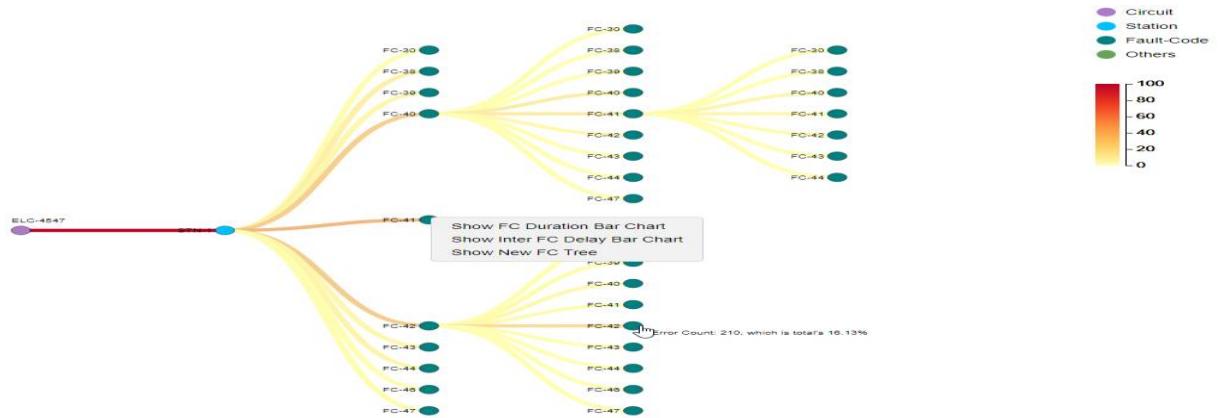 Circuit
Station
Fault-Code
Others
100
80
60
40
20
0
ELC-4547
FC-30
FC-38
FC-39
FC-40
FC-41
FC-42
FC-43
FC-44
FC-46
FC-47
FC-30
FC-38
FC-39
FC-40
FC-41
FC-42
FC-43
FC-44
FC-47
FC-30
FC-38
FC-40
FC-41
FC-42
FC-43
FC-44
Show FC Duration Bar Chart
Show Inter FC Delay Bar Chart
Show New FC Tree
FC-39
FC-40
FC-41
FC-42
Error Count: 210, which is total's 16.13%
FC-43
FC-44
FC-46
FC-47